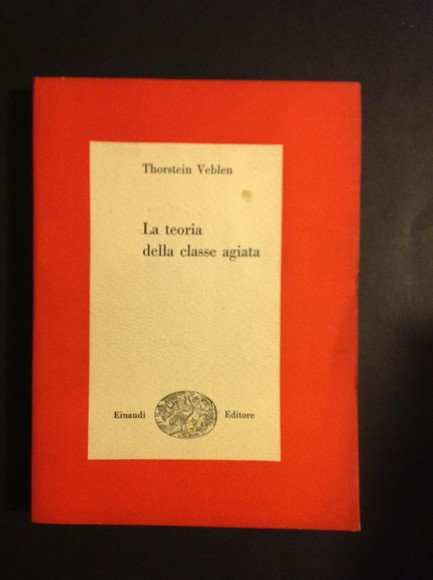 Thorstein Veblen
La teoria
della classe agiata
Einaudi Editore